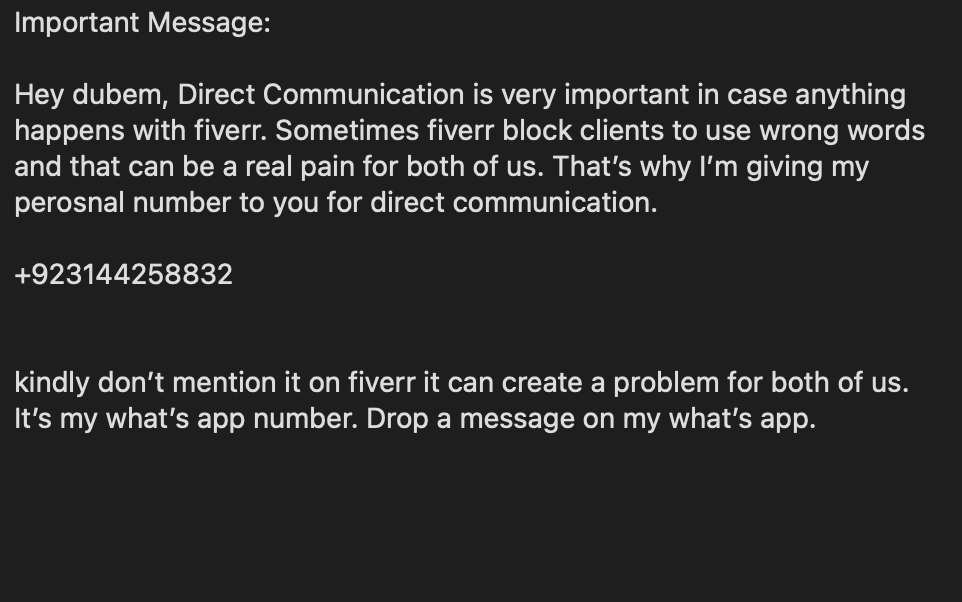 Important Message:
Hey dubem, Direct Communication is very important in case anything
happens with fiverr. Sometimes fiverr block clients to use wrong words
and that can be a real pain for both of us. That’s why I’m giving my
perosnal number to you for direct communication.
+923144258832
kindly don’t mention it on fiverr it can create a problem for both of us.
It’s my what’s app number. Drop a message on my what’s app.